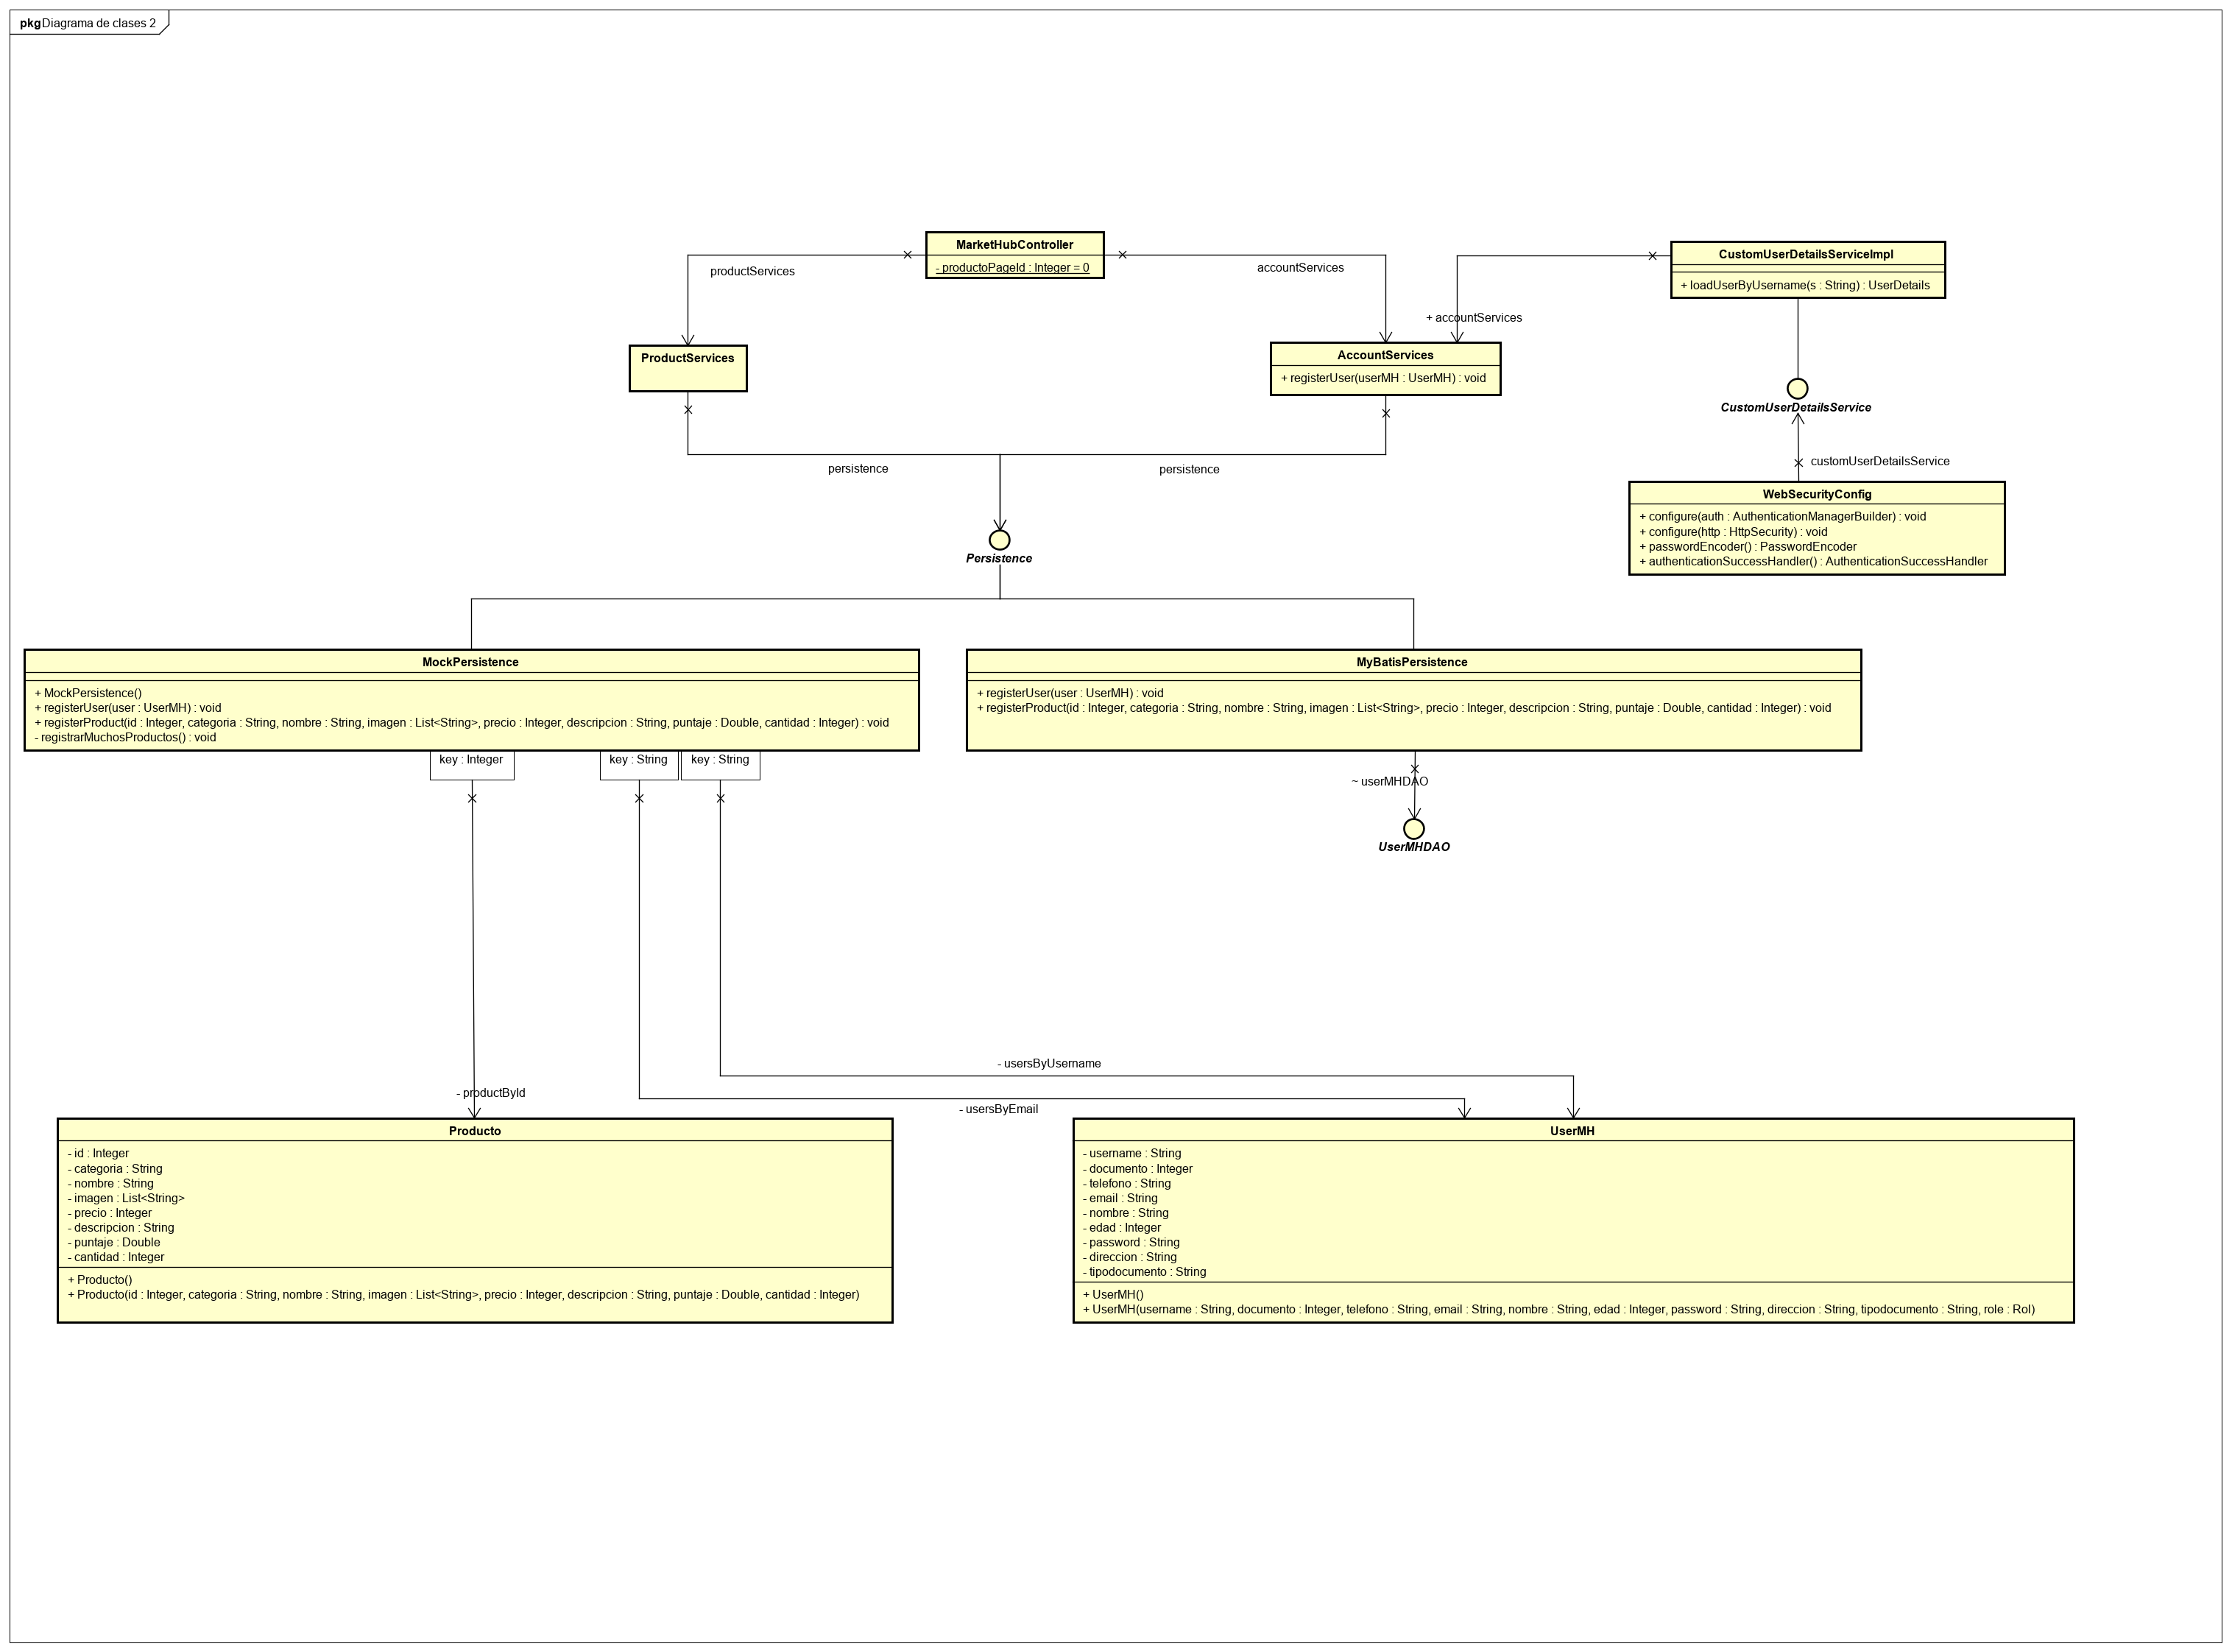 pkg Diagrama de clases 2
MarketHubController
- productoPageId : Integer = 0
productServices
accountServices
CustomUserDetailsServiceImpl
+ loadUserByUsername(s : String) : UserDetails
+ accountServices
ProductServices
AccountServices
+ registerUser(userMH : UserMH) : void
CustomUserDetailsService
customUserDetailsService
persistence
persistence
WebSecurityConfig
+ configure(auth : AuthenticationManagerBuilder) : void
+ configure(http : HttpSecurity) : void
+ passwordEncoder() : PasswordEncoder
+ authenticationSuccessHandler() : AuthenticationSuccessHandler
Persistence
MockPersistence
+ MockPersistence()
+ registerUser(user : UserMH) : void
+ registerProduct(id : Integer, categoria : String, nombre : String, imagen : List<String>, precio : Integer, descripcion : String, puntaje : Double, cantidad : Integer) : void
- registrarMuchosProductos() : void
MyBatisPersistence
+ registerUser(user : UserMH) : void
+ registerProduct(id : Integer, categoria : String, nombre : String, imagen : List<String>, precio : Integer, descripcion : String, puntaje : Double, cantidad : Integer) : void
key : Integer
key : String
key : String
~ userMHDAO
UserMHDAO
- usersByUsername
- productById
- usersByEmail
Producto
- id : Integer
- categoria : String
- nombre : String
- imagen : List<String>
- precio : Integer
- descripcion : String
- puntaje : Double
- cantidad : Integer
+ Producto()
+ Producto(id : Integer, categoria : String, nombre : String, imagen : List<String>, precio : Integer, descripcion : String, puntaje : Double, cantidad : Integer)
UserMH
- username : String
- documento : Integer
- telefono : String
- email : String
- nombre : String
- edad : Integer
- password : String
- direccion : String
- tipodocumento : String
+ UserMH()
+ UserMH(username : String, documento : Integer, telefono : String, email : String, nombre : String, edad : Integer, password : String, direccion : String, tipodocumento : String, role : Rol)